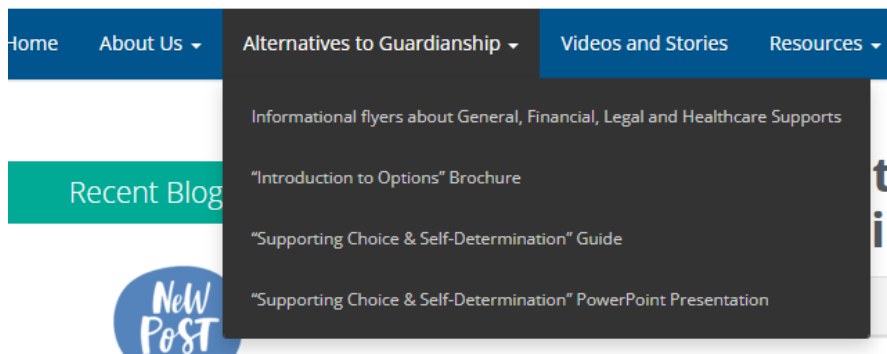 Home About Us Alternatives to Guardianship Videos and Stories Resources
Informational flyers about General, Financial, Legal and Healthcare Supports
“Introduction to Options” Brochure
Recent Blog
“Supporting Choice & Self-Determination” Guide
“Supporting Choice & Self-Determination” PowerPoint Presentation
New
Post